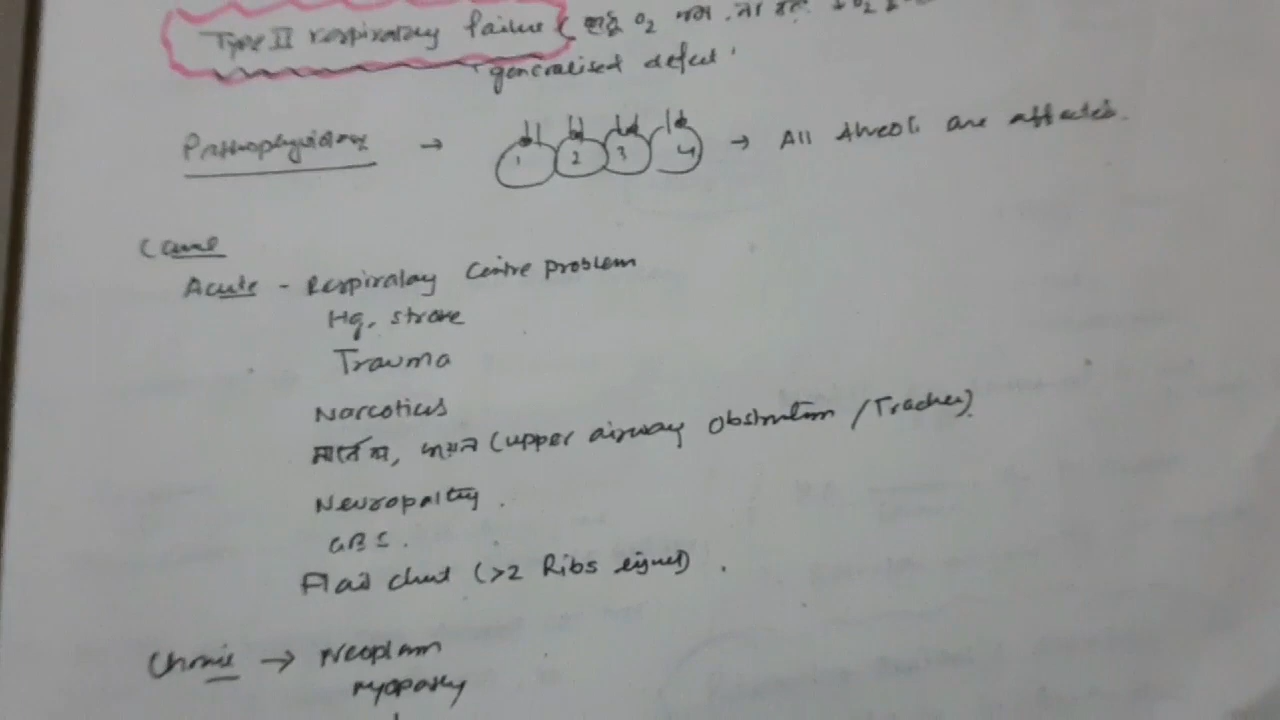 Type II respiratory failure ( O2
generalised defect
Pathophysiology → 1 2 3 4 → All Alveoli are affected.
Cause
Acute - Respiratory Centre problem
Hg, stroke
Trauma
Narcotics
(upper airway obstruction / Trachea)
Neuropathy.
GBS.
Flail chest (>2 Ribs)
Chronic → Neoplasm
myopathy